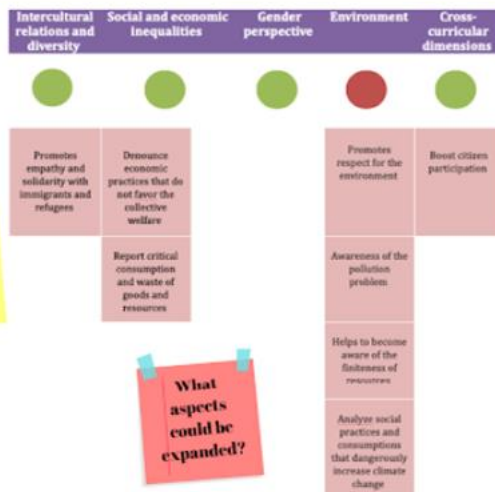 Intercultural
relations and
diversity
Social and economic
inequalities
Gender
perspective
Environment
Cross-
curricular
dimensions
Promotes
empathy and
solidarity with
immigrants and
refugees
Denounce
economic
practices that do
not favor the
collective
welfare
Promotes
respect for the
environment
Boost citizen
participation
Report critical
consumption
and waste of
goods and
resources
Awareness of the
pollution
problem
Helps to become
aware of the
finiteness of
resources
Analyze social
practices and
consumptions
that dangerously
increase climate
change
What
aspects
could be
expanded?